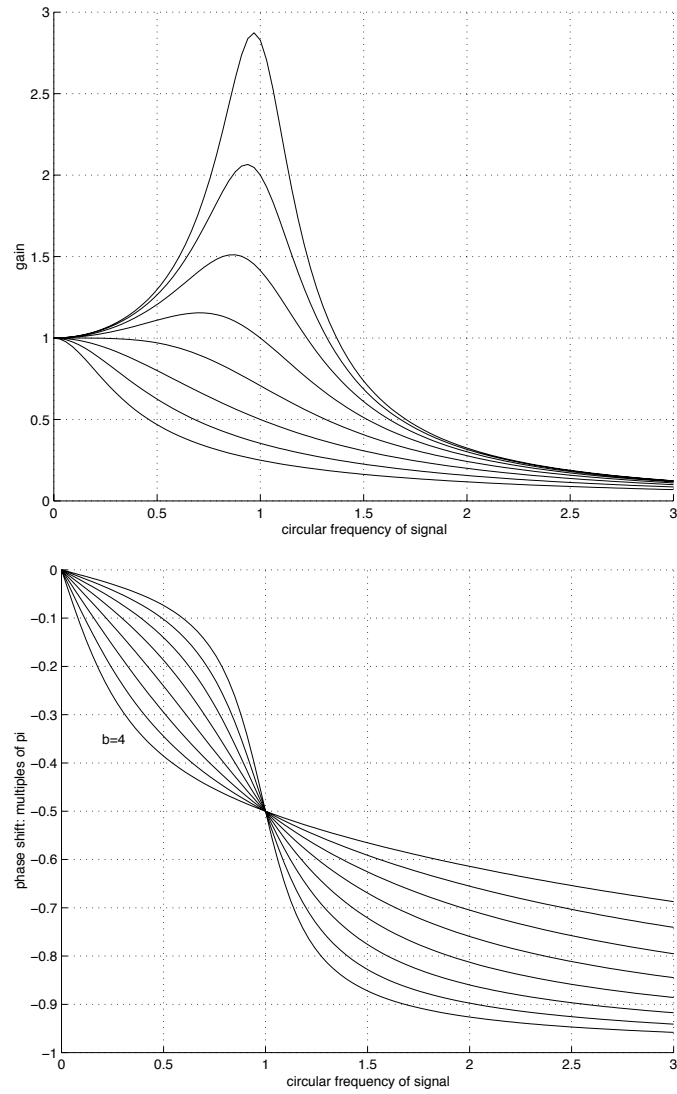 3
2.5
2
1.5
1
0.5
0
gain
0 0.5 1 1.5 2 2.5 3
circular frequency of signal
0
−0.1
−0.2
−0.3
−0.4
−0.5
−0.6
−0.7
−0.8
−0.9
−1
phase shift: multiples of pi
b=4
0 0.5 1 1.5 2 2.5 3
circular frequency of signal